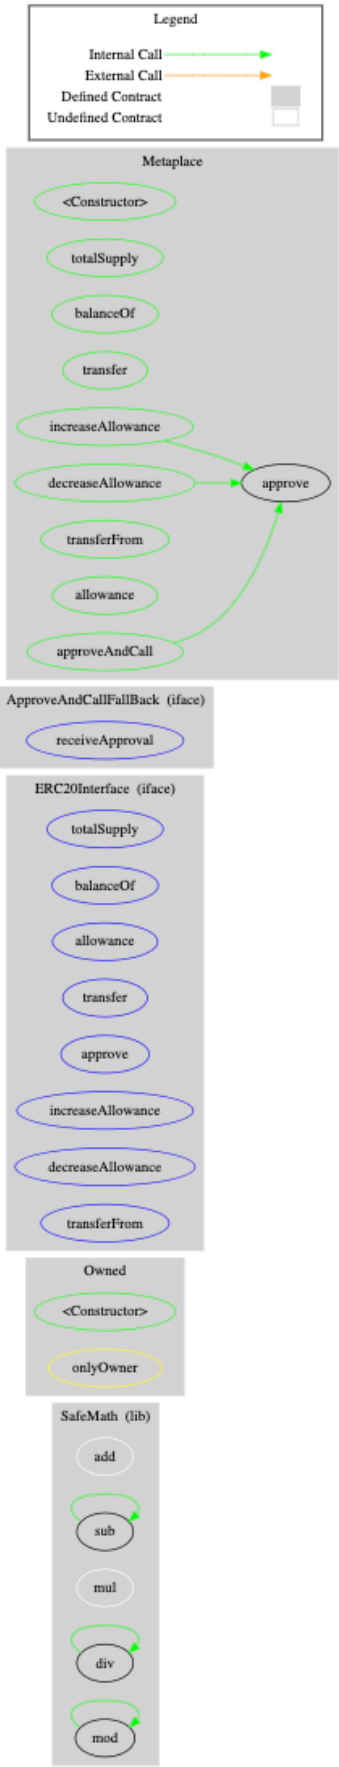 Legend
Internal Call
External Call
Defined Contract
Undefined Contract
Metaplace
<Constructor>
totalSupply
balanceOf
transfer
increaseAllowance
decreaseAllowance
approve
transferFrom
allowance
approveAndCall
ApproveAndCallFallBack (iface)
receiveApproval
ERC20Interface (iface)
totalSupply
balanceOf
allowance
transfer
approve
increaseAllowance
decreaseAllowance
transferFrom
Owned
<Constructor>
onlyOwner
SafeMath (lib)
add
sub
mul
div
mod